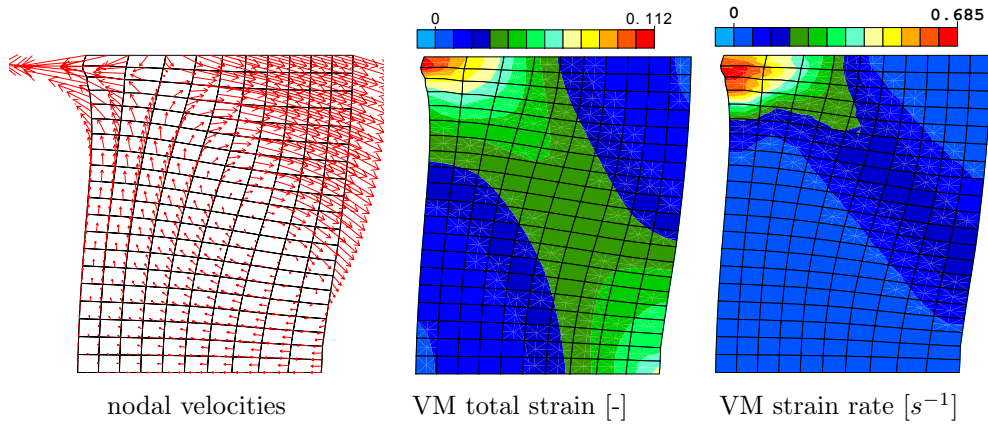 0 0.112
0 0.685
nodal velocities
VM total strain [-]
VM strain rate [s⁻¹]